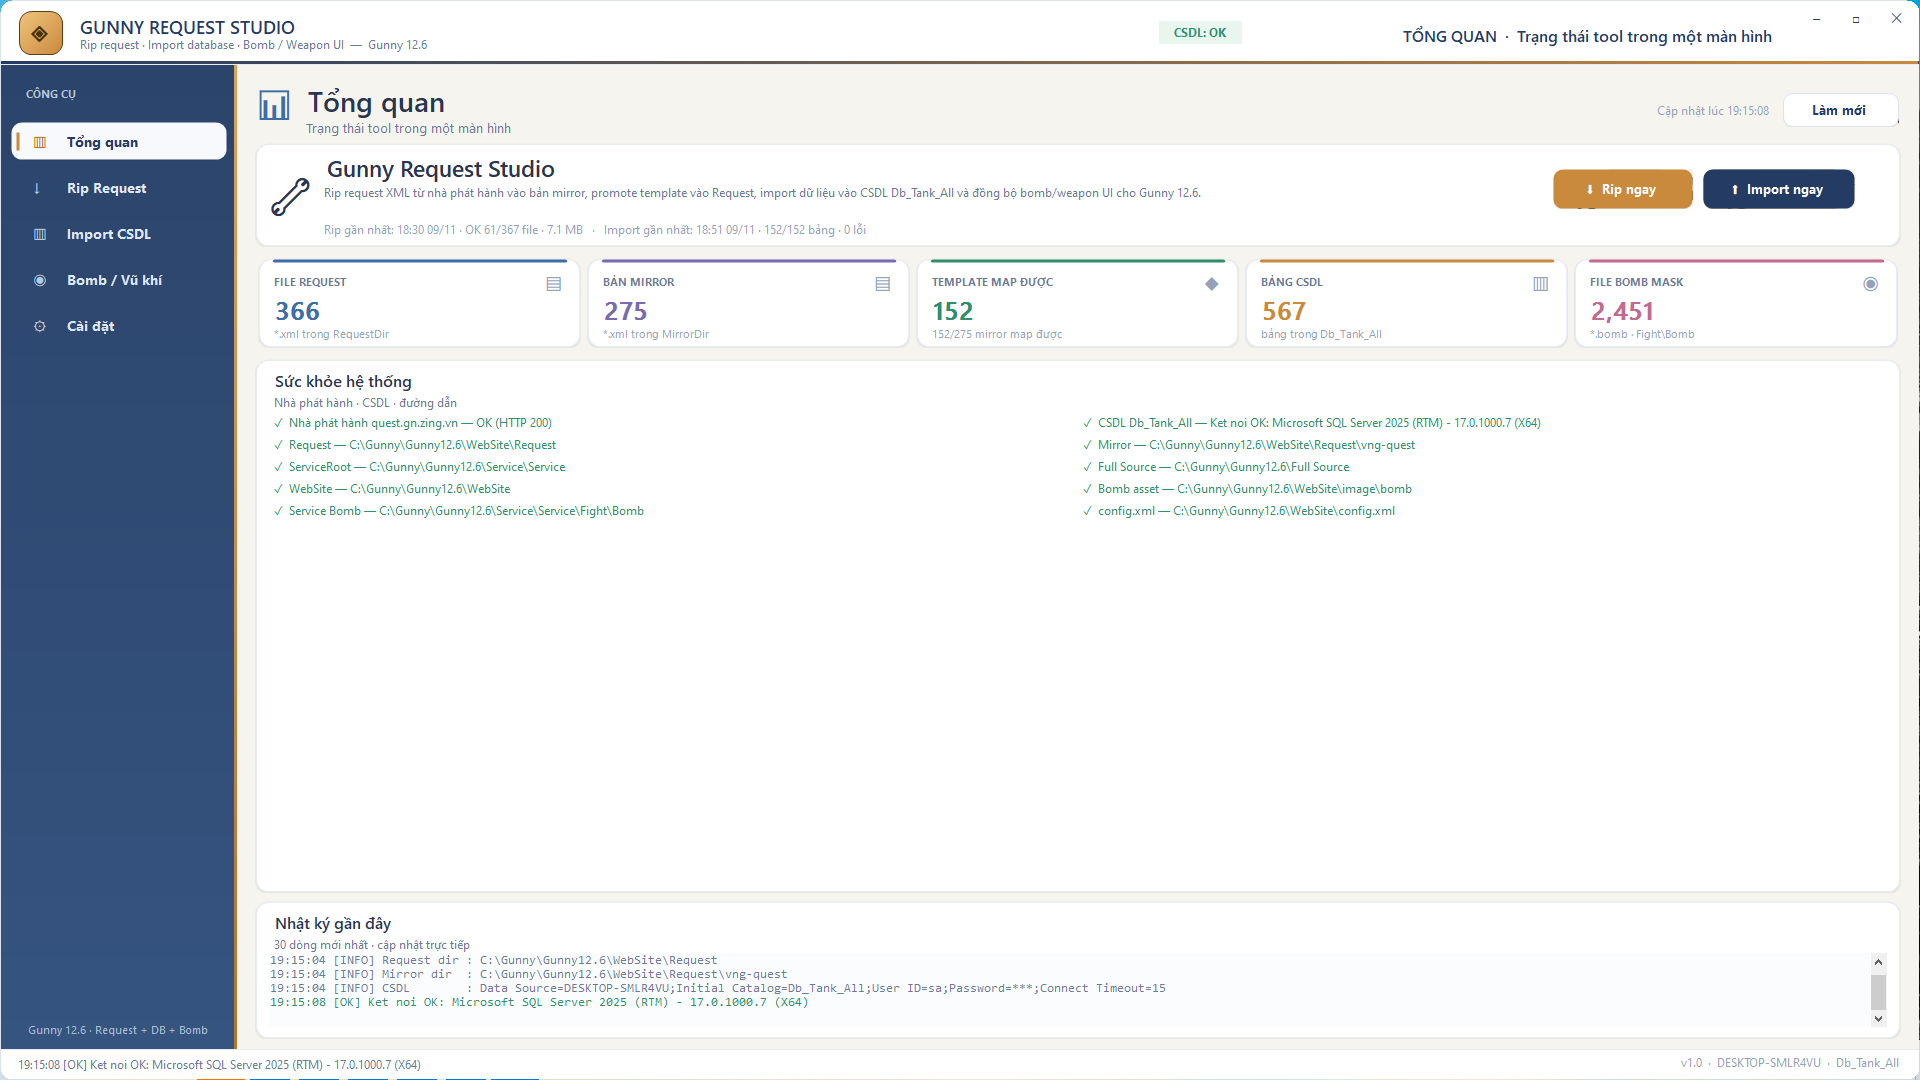 GUNNY REQUEST STUDIO
Rip request · Import database · Bomb / Weapon UI — Gunny 12.6
CSDL: OK
TỔNG QUAN · Trạng thái tool trong một màn hình
CÔNG CỤ
Tổng quan
Rip Request
Import CSDL
Bomb / Vũ khí
Cài đặt
Gunny 12.6 · Request + DB + Bomb
Tổng quan
Trạng thái tool trong một màn hình
Cập nhật lúc 19:15:08
Làm mới
Gunny Request Studio
Rip request XML từ nhà phát hành vào bản mirror, promote template vào Request, import dữ liệu vào CSDL Db_Tank_All và đồng bộ bomb/weapon UI cho Gunny 12.6.
Rip gần nhất: 18:30 09/11 · OK 61/367 file · 7.1 MB · Import gần nhất: 18:51 09/11 · 152/152 bảng · 0 lỗi
Rip ngay
Import ngay
FILE REQUEST
366
*.xml trong RequestDir
BẢN MIRROR
275
*.xml trong MirrorDir
TEMPLATE MAP ĐƯỢC
152
152/275 mirror map được
BẢNG CSDL
567
bảng trong Db_Tank_All
FILE BOMB MASK
2,451
*.bomb · Fight\Bomb
Sức khỏe hệ thống
Nhà phát hành · CSDL · đường dẫn
✓ Nhà phát hành quest.gn.zing.vn — OK (HTTP 200)
✓ CSDL Db_Tank_All — Ket noi OK: Microsoft SQL Server 2025 (RTM) - 17.0.1000.7 (X64)
✓ Request — C:\Gunny\Gunny12.6\WebSite\Request
✓ Mirror — C:\Gunny\Gunny12.6\WebSite\Request\vng-quest
✓ ServiceRoot — C:\Gunny\Gunny12.6\Service\Service
✓ Full Source — C:\Gunny\Gunny12.6\Full Source
✓ WebSite — C:\Gunny\Gunny12.6\WebSite
✓ Bomb asset — C:\Gunny\Gunny12.6\WebSite\image\bomb
✓ Service Bomb — C:\Gunny\Gunny12.6\Service\Service\Fight\Bomb
✓ config.xml — C:\Gunny\Gunny12.6\WebSite\config.xml
Nhật ký gần đây
30 dòng mới nhất · cập nhật trực tiếp
19:15:04 [INFO] Request dir : C:\Gunny\Gunny12.6\WebSite\Request
19:15:04 [INFO] Mirror dir  : C:\Gunny\Gunny12.6\WebSite\Request\vng-quest
19:15:04 [INFO] CSDL        : Data Source=DESKTOP-SMLR4VU;Initial Catalog=Db_Tank_All;User ID=sa;Password=***;Connect Timeout=15
19:15:08 [OK] Ket noi OK: Microsoft SQL Server 2025 (RTM) - 17.0.1000.7 (X64)
19:15:08 [OK] Ket noi OK: Microsoft SQL Server 2025 (RTM) - 17.0.1000.7 (X64)
v1.0 · DESKTOP-SMLR4VU · Db_Tank_All